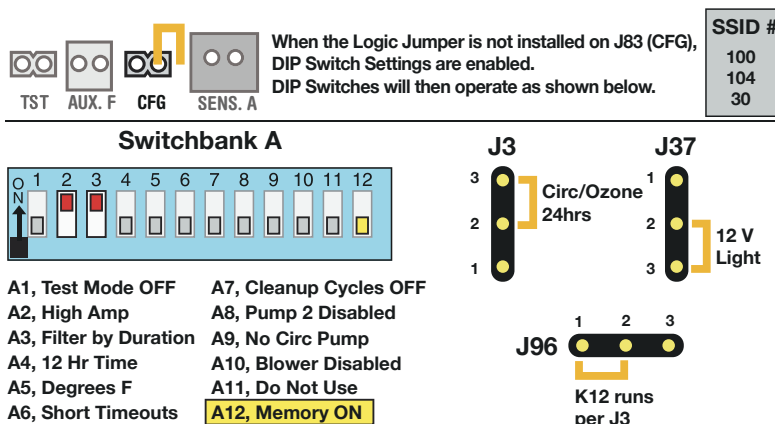 When the Logic Jumper is not installed on J83 (CFG),
DIP Switch Settings are enabled.
DIP Switches will then operate as shown below.
TST AUX. F CFG SENS. A
SSID #
100
104
30
Switchbank A
ON
1 2 3 4 5 6 7 8 9 10 11 12
A1, Test Mode OFF
A2, High Amp
A3, Filter by Duration
A4, 12 Hr Time
A5, Degrees F
A6, Short Timeouts
A7, Cleanup Cycles OFF
A8, Pump 2 Disabled
A9, No Circ Pump
A10, Blower Disabled
A11, Do Not Use
A12, Memory ON
J3
3
2
1
Circ/Ozone
24hrs
J37
1
2
3
12 V
Light
J96
1 2 3
K12 runs
per J3